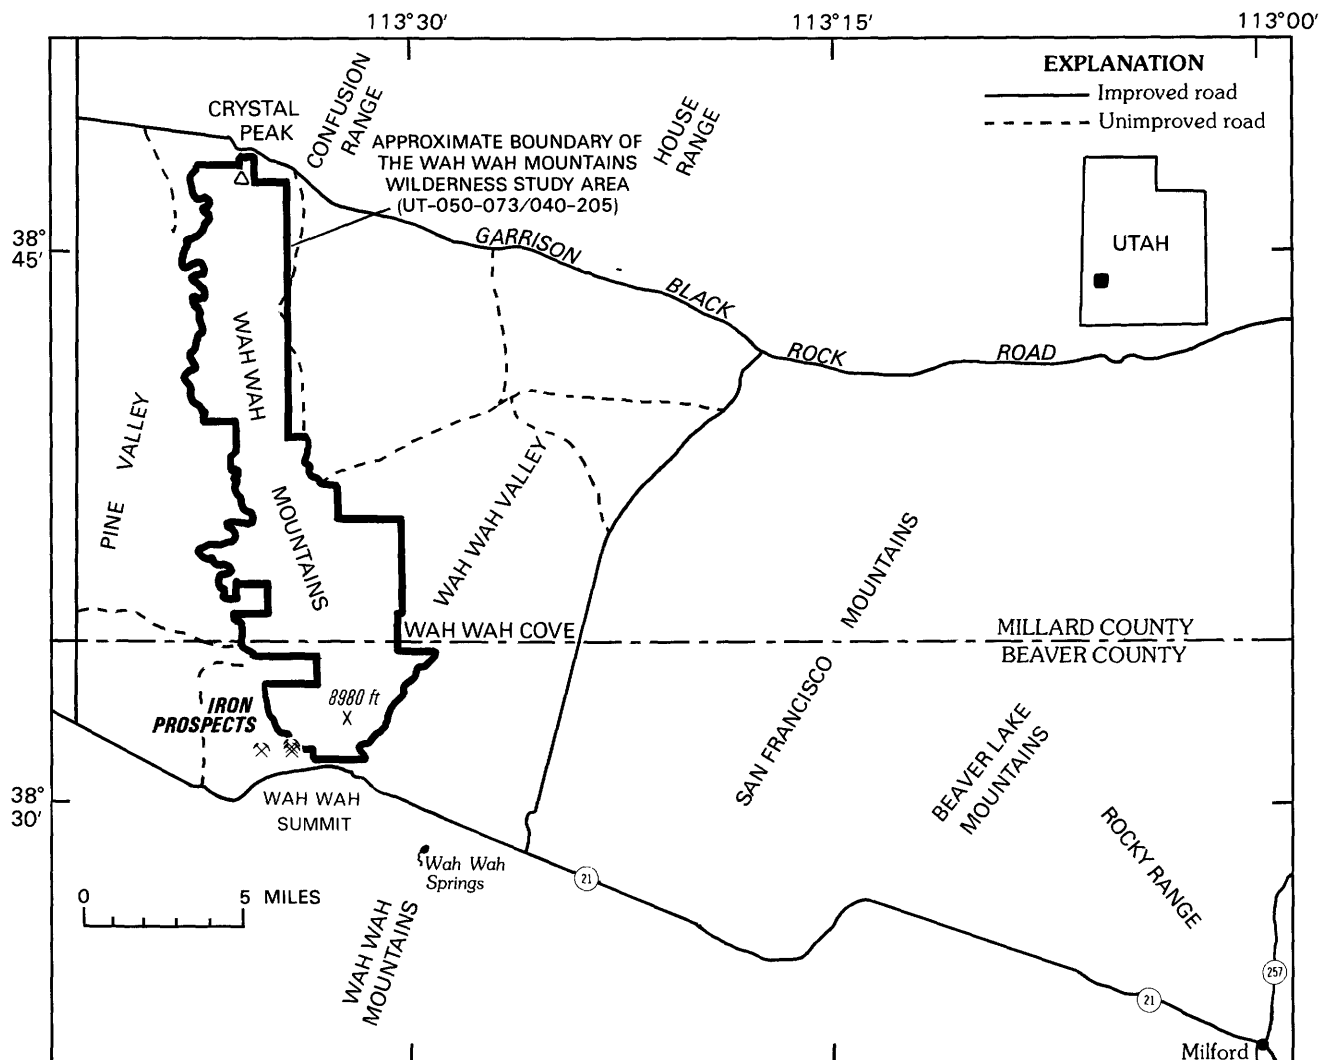 113°30′
113°15′
113°00′
EXPLANATION
Improved road
Unimproved road
CRYSTAL
PEAK
CONFUSION
RANGE
HOUSE
RANGE
APPROXIMATE BOUNDARY OF
THE WAH WAH MOUNTAINS
WILDERNESS STUDY AREA
(UT-050-073/040-205)
UTAH
38°
45′
GARRISON
BLACK
ROCK
ROAD
WAH WAH
MOUNTAINS
PINE VALLEY
WAH WAH VALLEY
SAN FRANCISCO MOUNTAINS
WAH WAH COVE
MILLARD COUNTY
BEAVER COUNTY
IRON
PROSPECTS
8980 ft
X
BEAVER LAKE
MOUNTAINS
38°
30′
WAH WAH
SUMMIT
ROCKY RANGE
Wah Wah
Springs
21
0 5 MILES
WAH WAH
MOUNTAINS
257
21
Milford